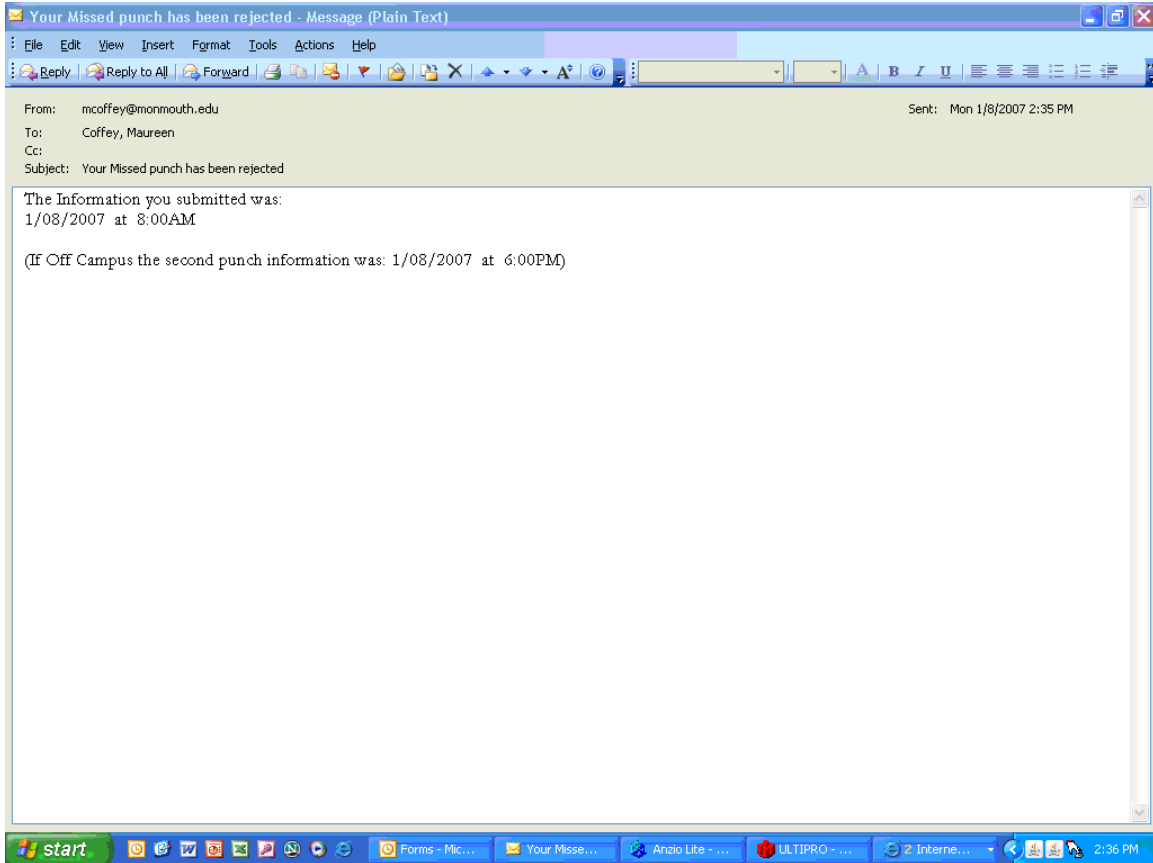 Your Missed punch has been rejected - Message (Plain Text)
File Edit View Insert Format Tools Actions Help
Reply Reply to All Forward A A B I U
From: mcoffey@monmouth.edu Sent: Mon 1/8/2007 2:35 PM
To: Coffey, Maureen
Cc:
Subject: Your Missed punch has been rejected
The Information you submitted was:
1/08/2007 at 8:00AM
(If Off Campus the second punch information was: 1/08/2007 at 6:00PM)
start Forms - Mic... Your Misse... Anzio Lite - ... ULTIPRO - ... 2 Interne... 2:36 PM